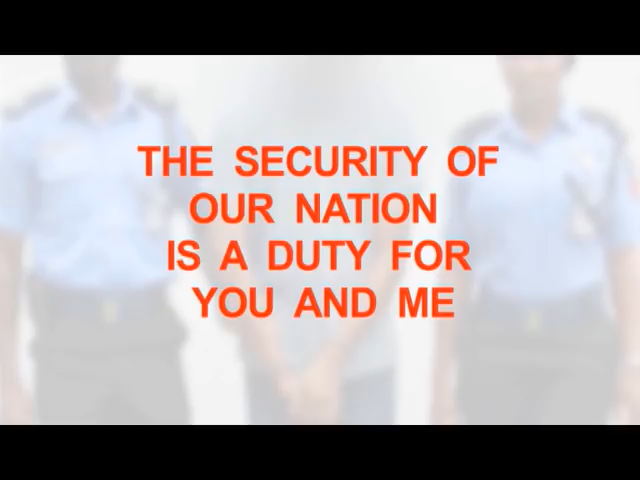 THE SECURITY OF
OUR NATION
IS A DUTY FOR
YOU AND ME